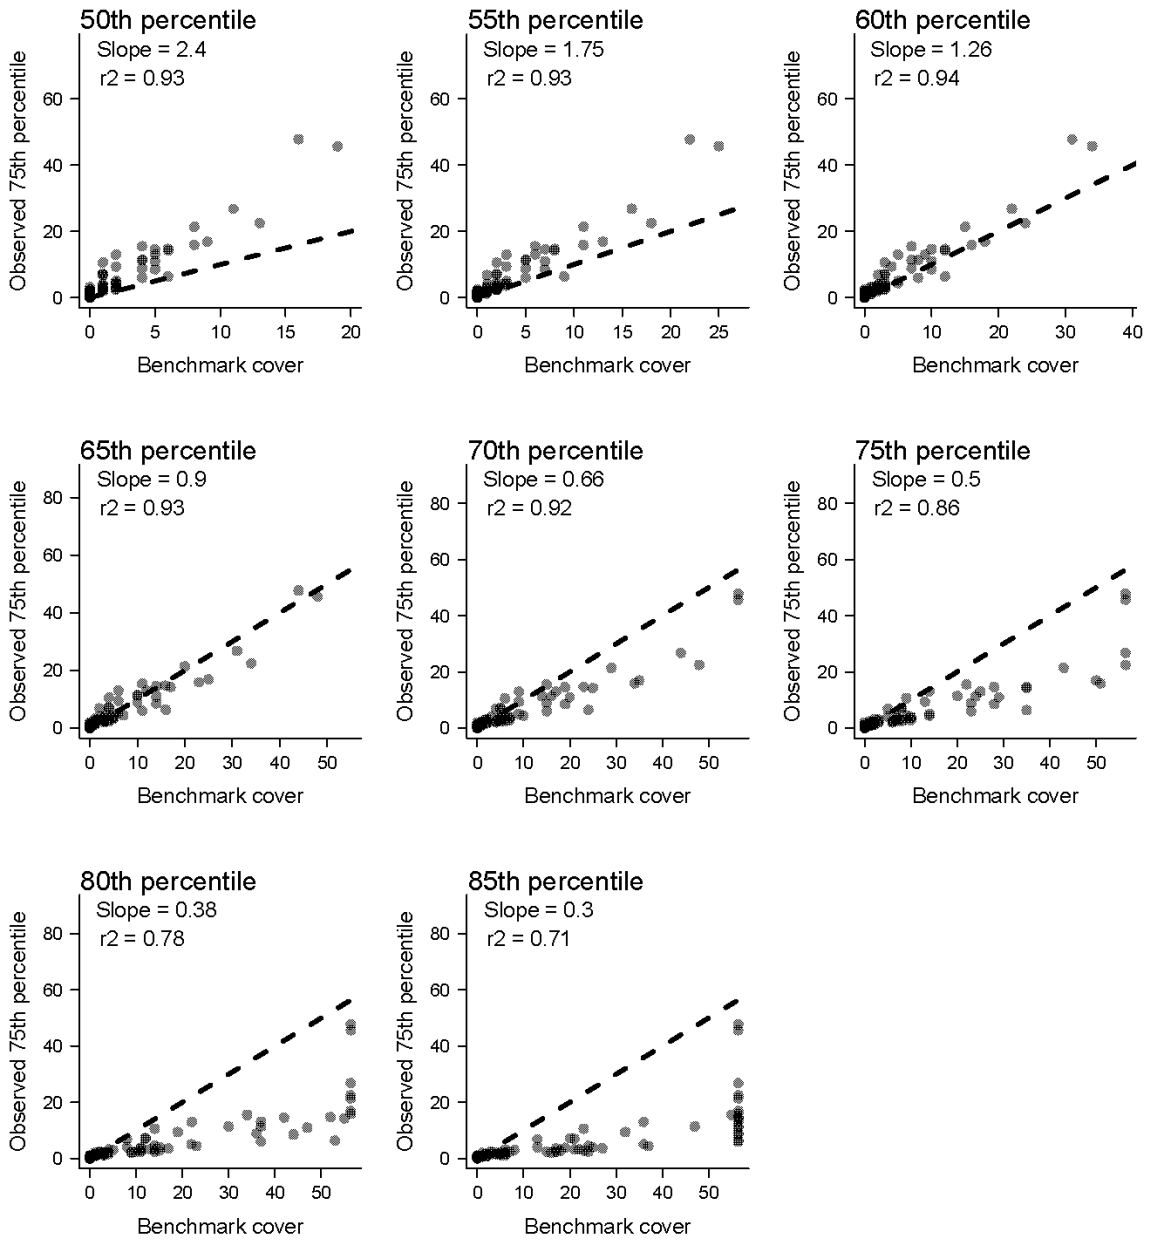 50th percentile
Slope = 2.4
r2 = 0.93
Observed 75th percentile
60
40
20
0
0 5 10 15 20
Benchmark cover
55th percentile
Slope = 1.75
r2 = 0.93
Observed 75th percentile
60
40
20
0
0 5 10 15 20 25
Benchmark cover
60th percentile
Slope = 1.26
r2 = 0.94
Observed 75th percentile
60
40
20
0
0 10 20 30 40
Benchmark cover
65th percentile
Slope = 0.9
r2 = 0.93
Observed 75th percentile
80
60
40
20
0
0 10 20 30 40 50
Benchmark cover
70th percentile
Slope = 0.66
r2 = 0.92
Observed 75th percentile
80
60
40
20
0
0 10 20 30 40 50
Benchmark cover
75th percentile
Slope = 0.5
r2 = 0.86
Observed 75th percentile
80
60
40
20
0
0 10 20 30 40 50
Benchmark cover
80th percentile
Slope = 0.38
r2 = 0.78
Observed 75th percentile
80
60
40
20
0
0 10 20 30 40 50
Benchmark cover
85th percentile
Slope = 0.3
r2 = 0.71
Observed 75th percentile
80
60
40
20
0
0 10 20 30 40 50
Benchmark cover